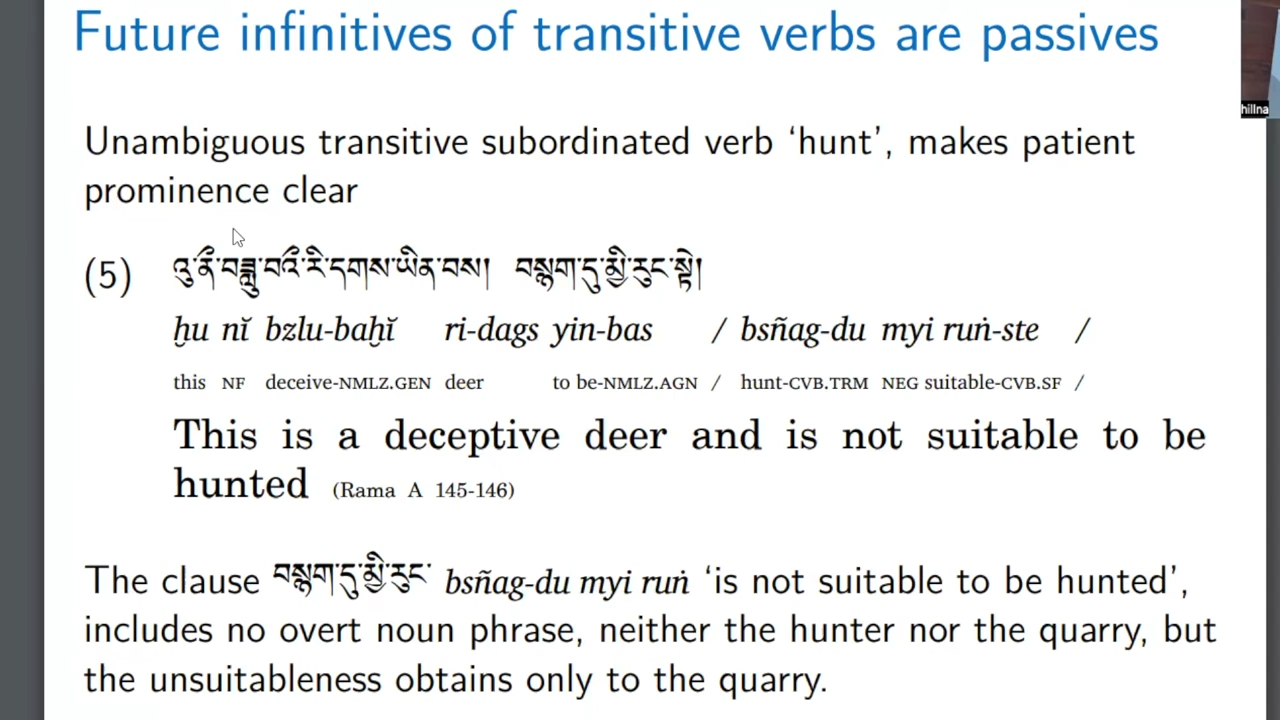 Future infinitives of transitive verbs are passives
hillna
Unambiguous transitive subordinated verb ‘hunt’, makes patient
prominence clear
(5) འུ་ནྀ་བཟླུ་བའྀ་རི་དགས་ཡིན་བས། བསྙག་དུ་མྱི་རུང་སྟེ།
ḫu nĭ bzlu-baḫĭ ri-dags yin-bas / bsñag-du myi ruṅ-ste /
this NF deceive-NMLZ.GEN deer to be-NMLZ.AGN / hunt-CVB.TRM NEG suitable-CVB.SF /
This is a deceptive deer and is not suitable to be
hunted (Rama A 145-146)
The clause བསྙག་དུ་མྱི་རུང་ bsñag-du myi ruṅ ‘is not suitable to be hunted’,
includes no overt noun phrase, neither the hunter nor the quarry, but
the unsuitableness obtains only to the quarry.